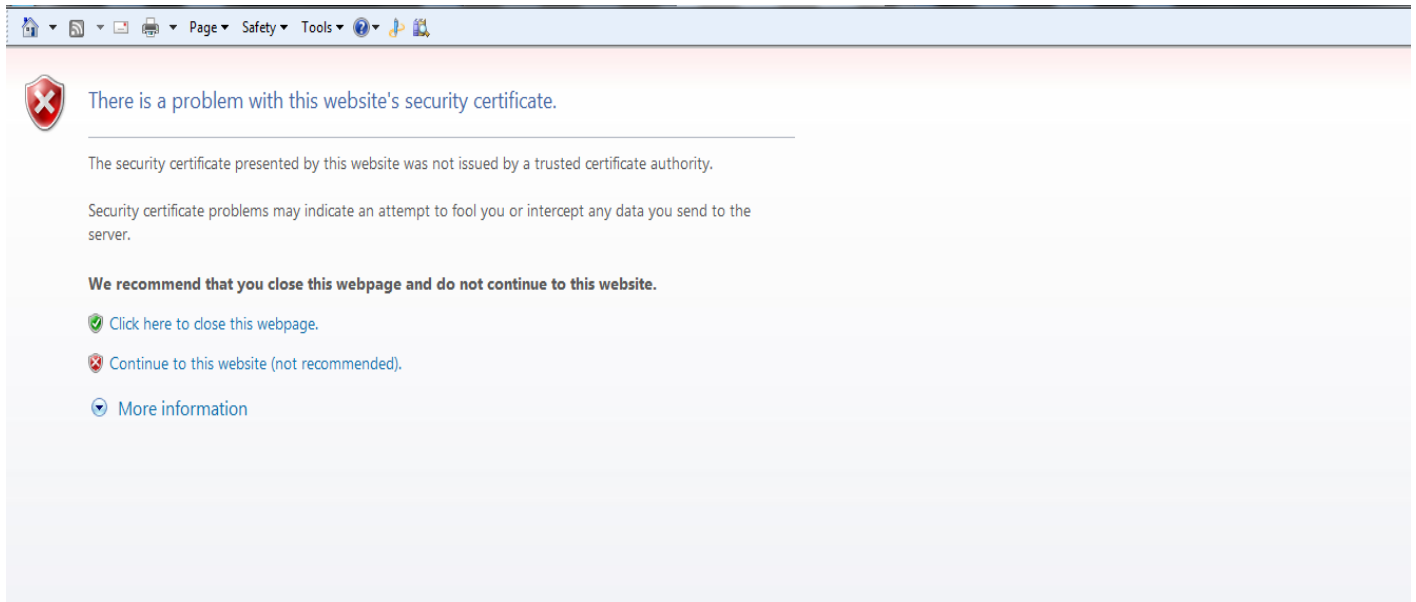 Page Safety Tools
There is a problem with this website's security certificate.
The security certificate presented by this website was not issued by a trusted certificate authority.
Security certificate problems may indicate an attempt to fool you or intercept any data you send to the
server.
We recommend that you close this webpage and do not continue to this website.
Click here to close this webpage.
Continue to this website (not recommended).
More information